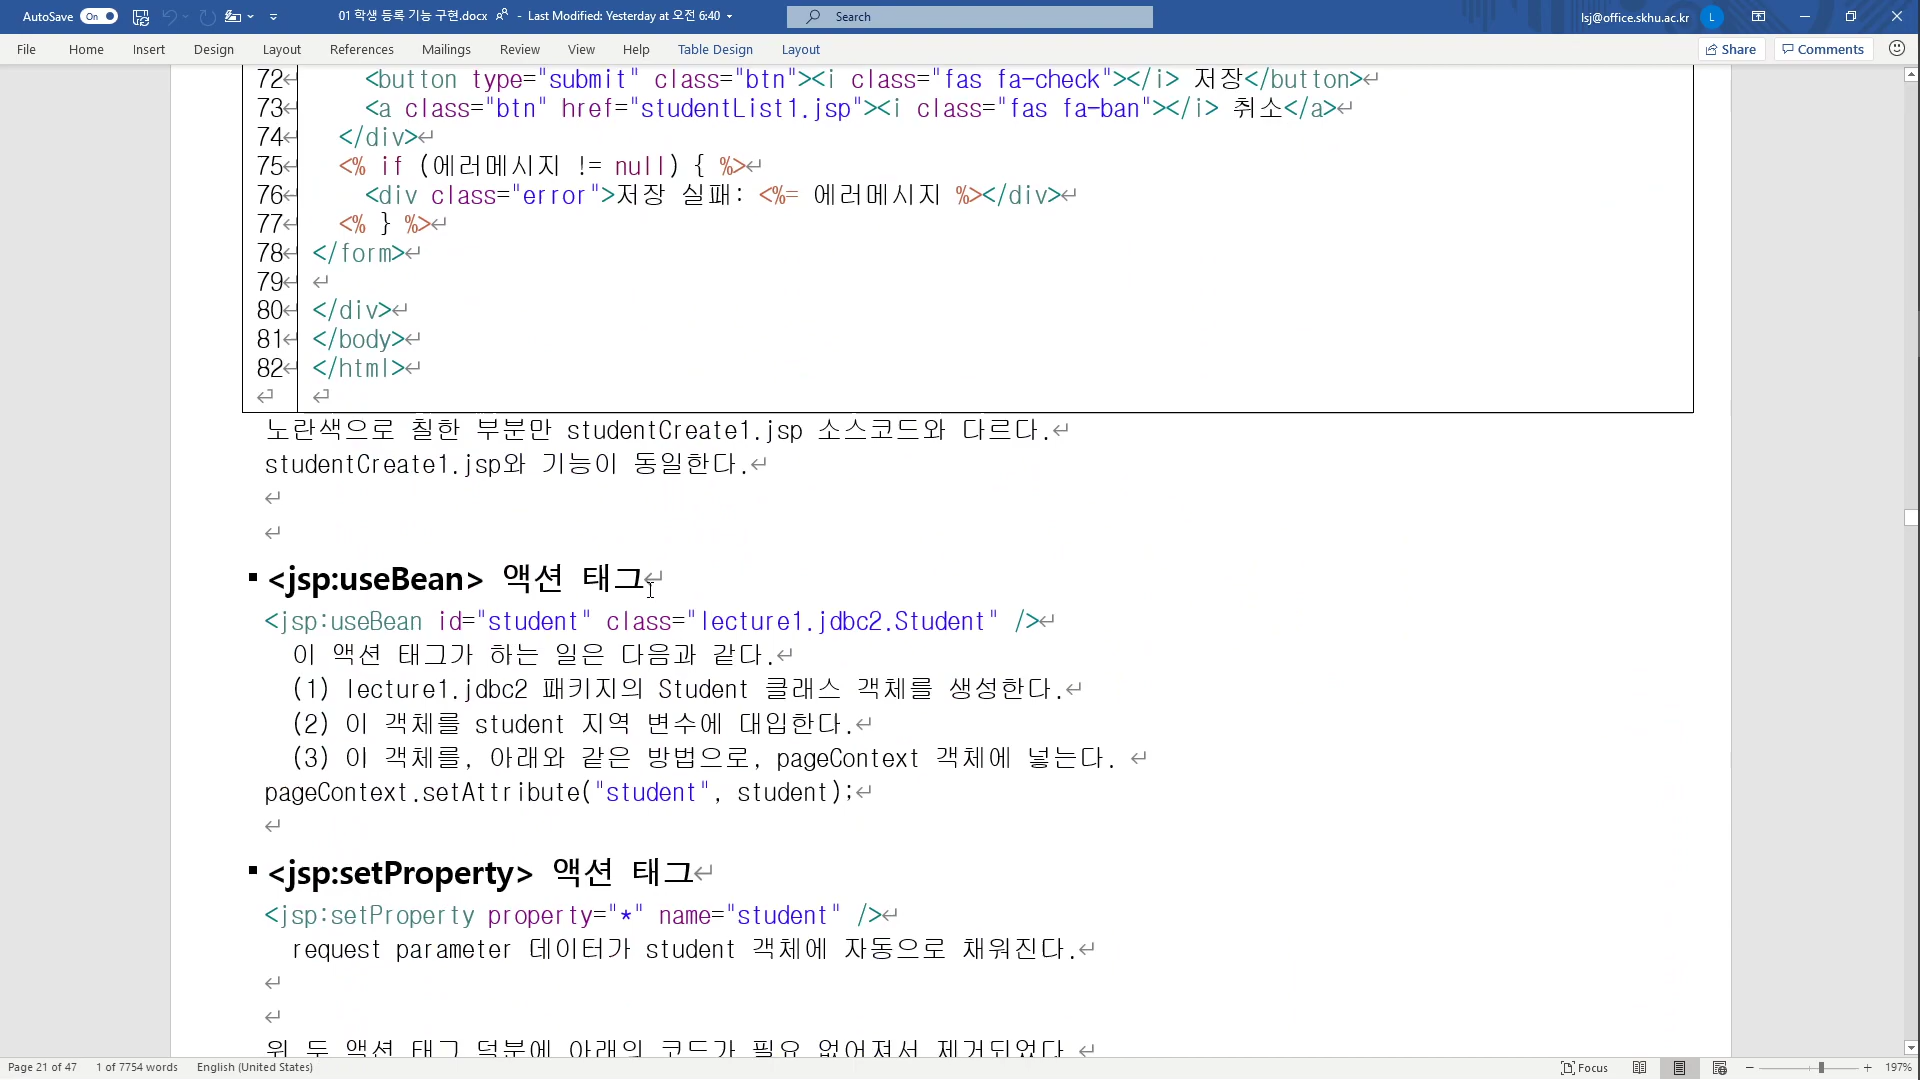 AutoSave On 01 학생 등록 기능 구현.docx - Last Modified: Yesterday at 오전 6:40 Search lsj@office.skhu.ac.kr L
File Home Insert Design Layout References Mailings Review View Help Table Design Layout Share Comments
72 <button type="submit" class="btn"><i class="fas fa-check"></i> 저장</button>
73 <a class="btn" href="studentList1.jsp"><i class="fas fa-ban"></i> 취소</a>
74 </div>
75 <% if (에러메시지 != null) { %>
76 <div class="error">저장 실패: <%= 에러메시지 %></div>
77 <% } %>
78 </form>
79
80 </div>
81 </body>
82 </html>
노란색으로 칠한 부분만 studentCreate1.jsp 소스코드와 다르다.
studentCreate1.jsp와 기능이 동일한다.
<jsp:useBean> 액션 태그
<jsp:useBean id="student" class="lecture1.jdbc2.Student" />
이 액션 태그가 하는 일은 다음과 같다.
(1) lecture1.jdbc2 패키지의 Student 클래스 객체를 생성한다.
(2) 이 객체를 student 지역 변수에 대입한다.
(3) 아 객체를, 아래와 같은 방법으로, pageContext 객체에 넣는다.
pageContext.setAttribute("student", student);
<jsp:setProperty> 액션 태그
<jsp:setProperty property="*" name="student" />
request parameter 데이터가 student 객체에 자동으로 채워진다.
위 두 액션 태그 덕분에 아래의 코드가 필요 없어져서 제거되었다
Page 21 of 47 1 of 7754 words English (United States) Focus 197%